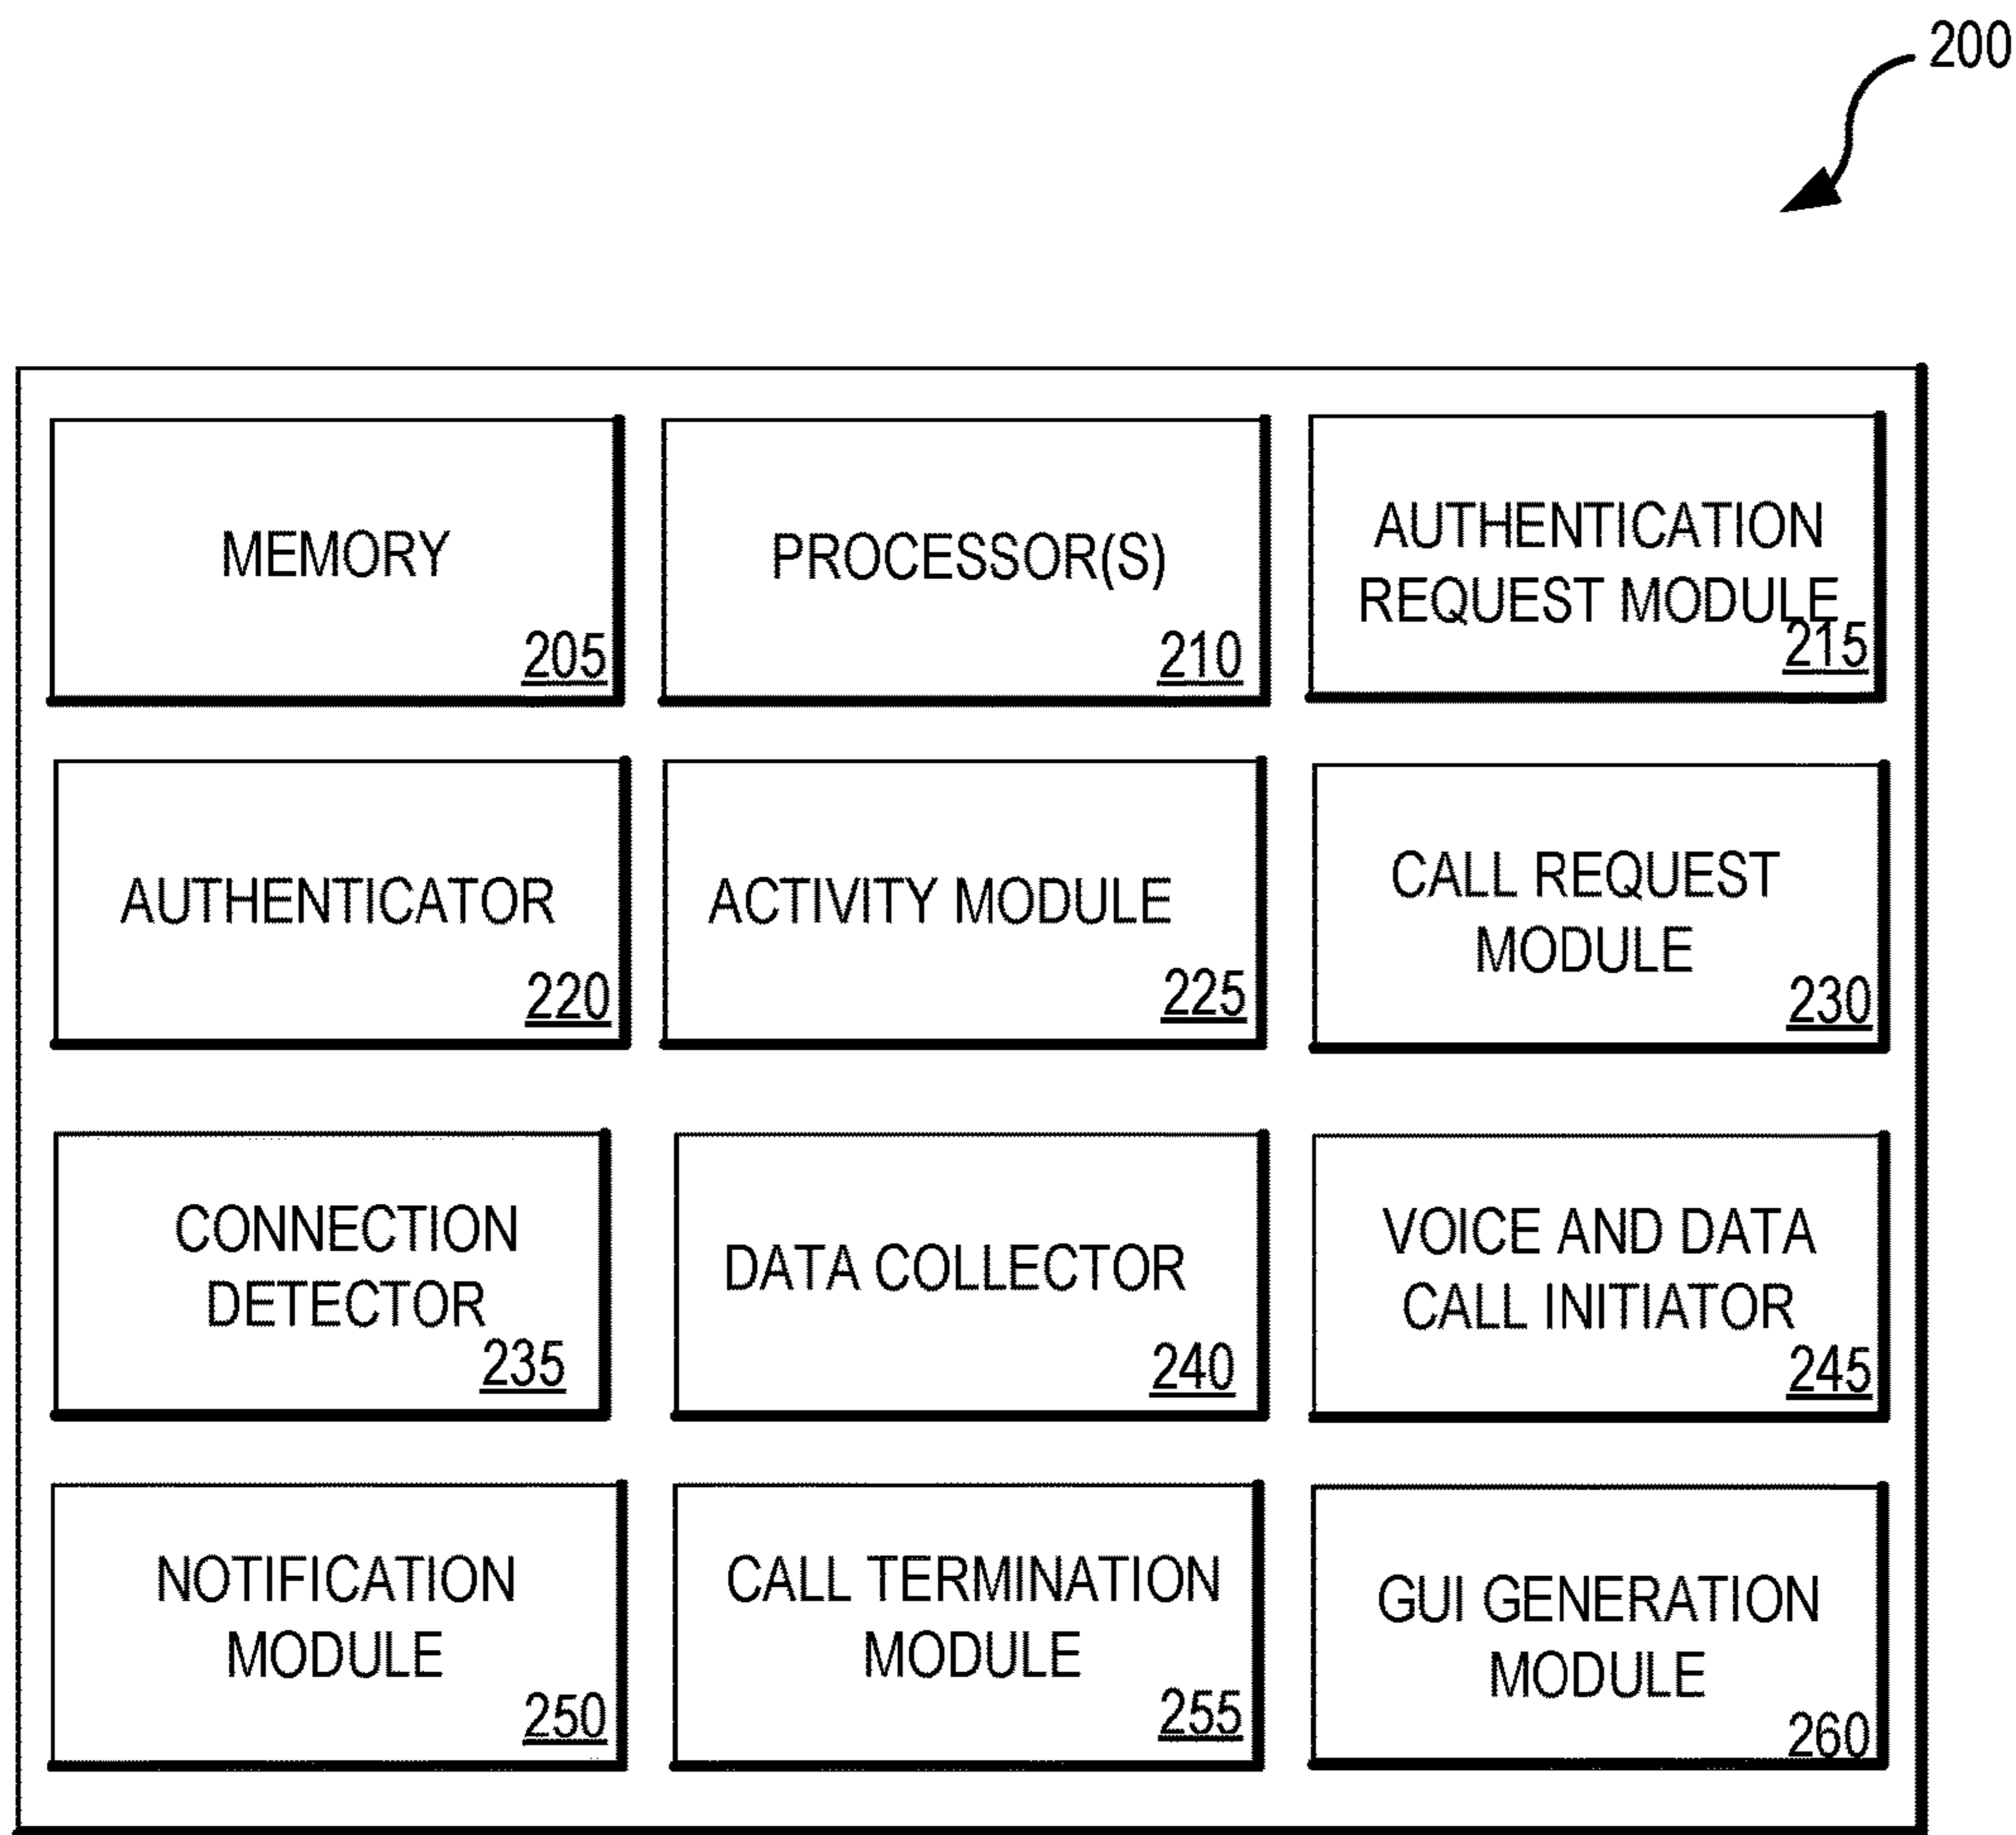 200
MEMORY
205
PROCESSOR(S)
210
AUTHENTICATION
REQUEST MODULE
215
AUTHENTICATOR
220
ACTIVITY MODULE
225
CALL REQUEST
MODULE
230
CONNECTION
DETECTOR
235
DATA COLLECTOR
240
VOICE AND DATA
CALL INITIATOR
245
NOTIFICATION
MODULE
250
CALL TERMINATION
MODULE
255
GUI GENERATION
MODULE
260